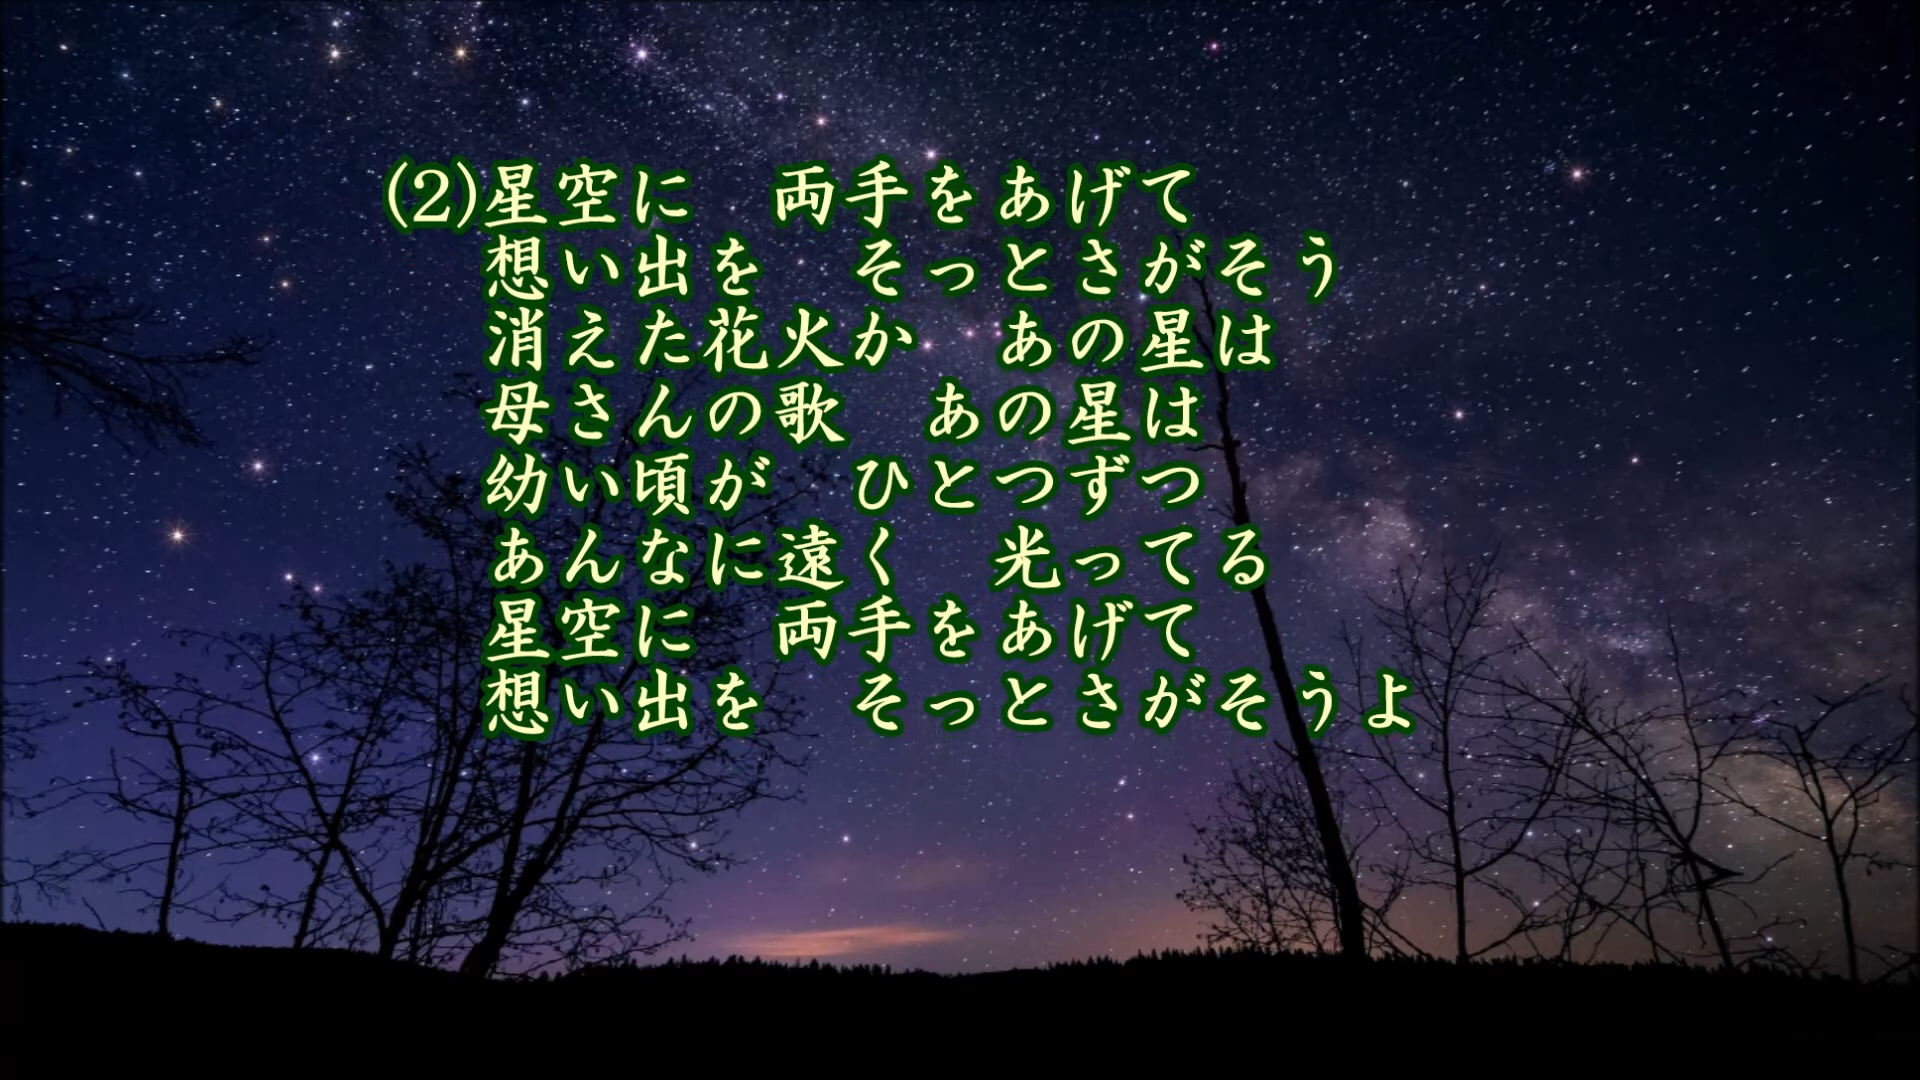 (2)星空に　両手をあげて
想い出を　そっとさがそう
消えた花火か　あの星は
母さんの歌　あの星は
幼い頃が　ひとつずつ
あんなに遠く　光ってる
星空に　両手をあげて
想い出を　そっとさがそうよ